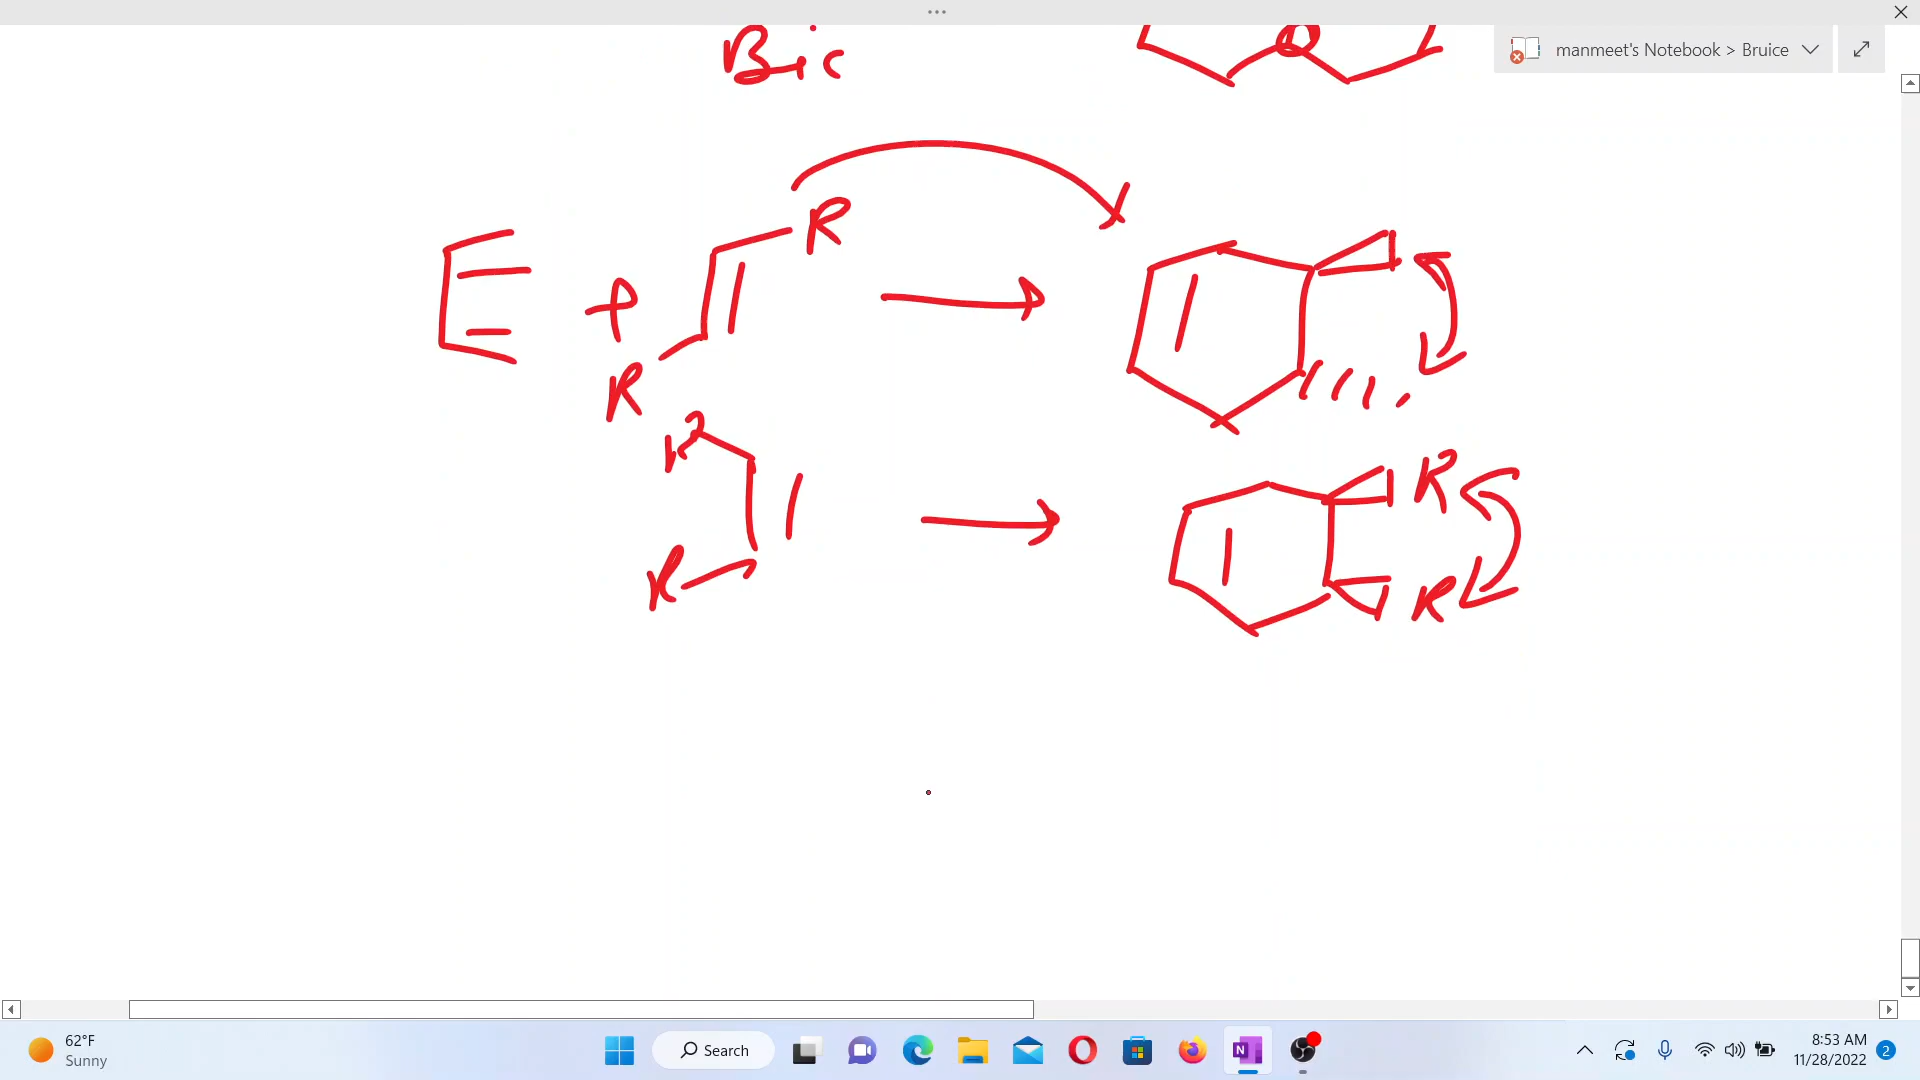 Bic
manmeet's Notebook > Bruice
R
+
R
R
R
R
R
62°F
Sunny
Search
8:53 AM
11/28/2022
2